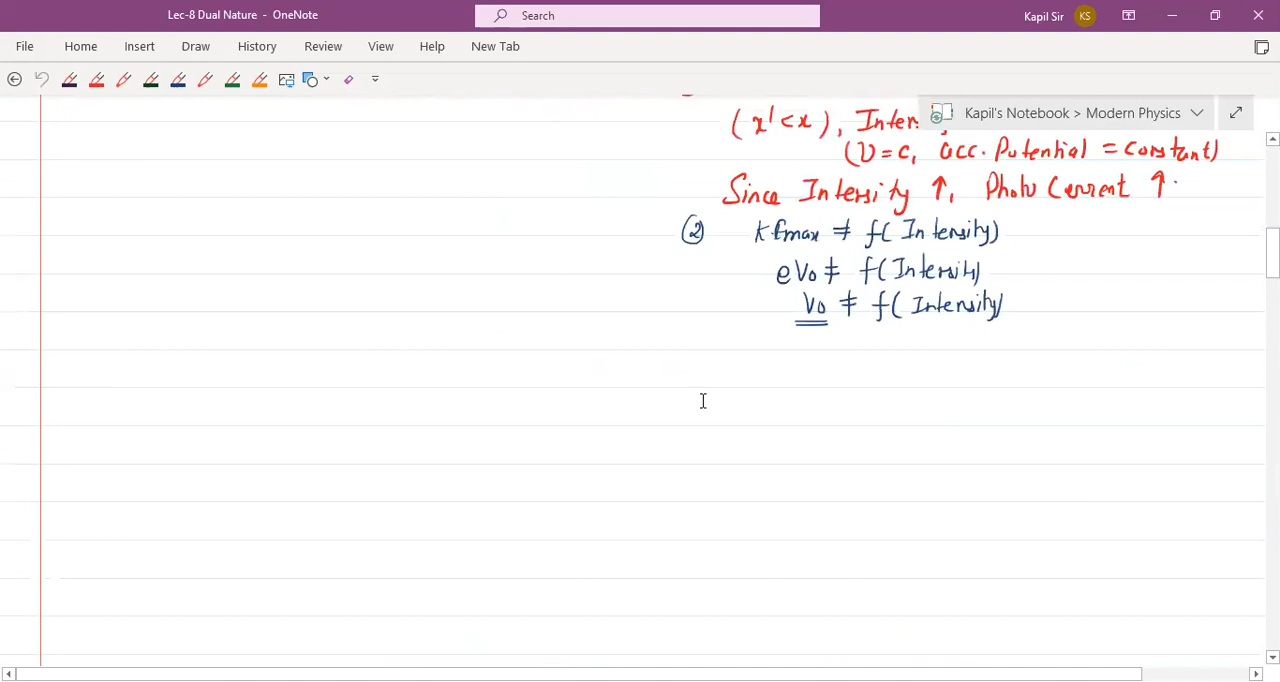 Lec-8 Dual Nature - OneNote
Search
Kapil Sir KS
File Home Insert Draw History Review View Help New Tab
Kapil's Notebook > Modern Physics
(x' < x), Intens
(ν = c, acc. Potential = constant)
Since Intensity ↑, Photo Current ↑.
② K.Emax ≠ f(Intensity)
eV0 ≠ f(Intensity)
V0 ≠ f(Intensity)